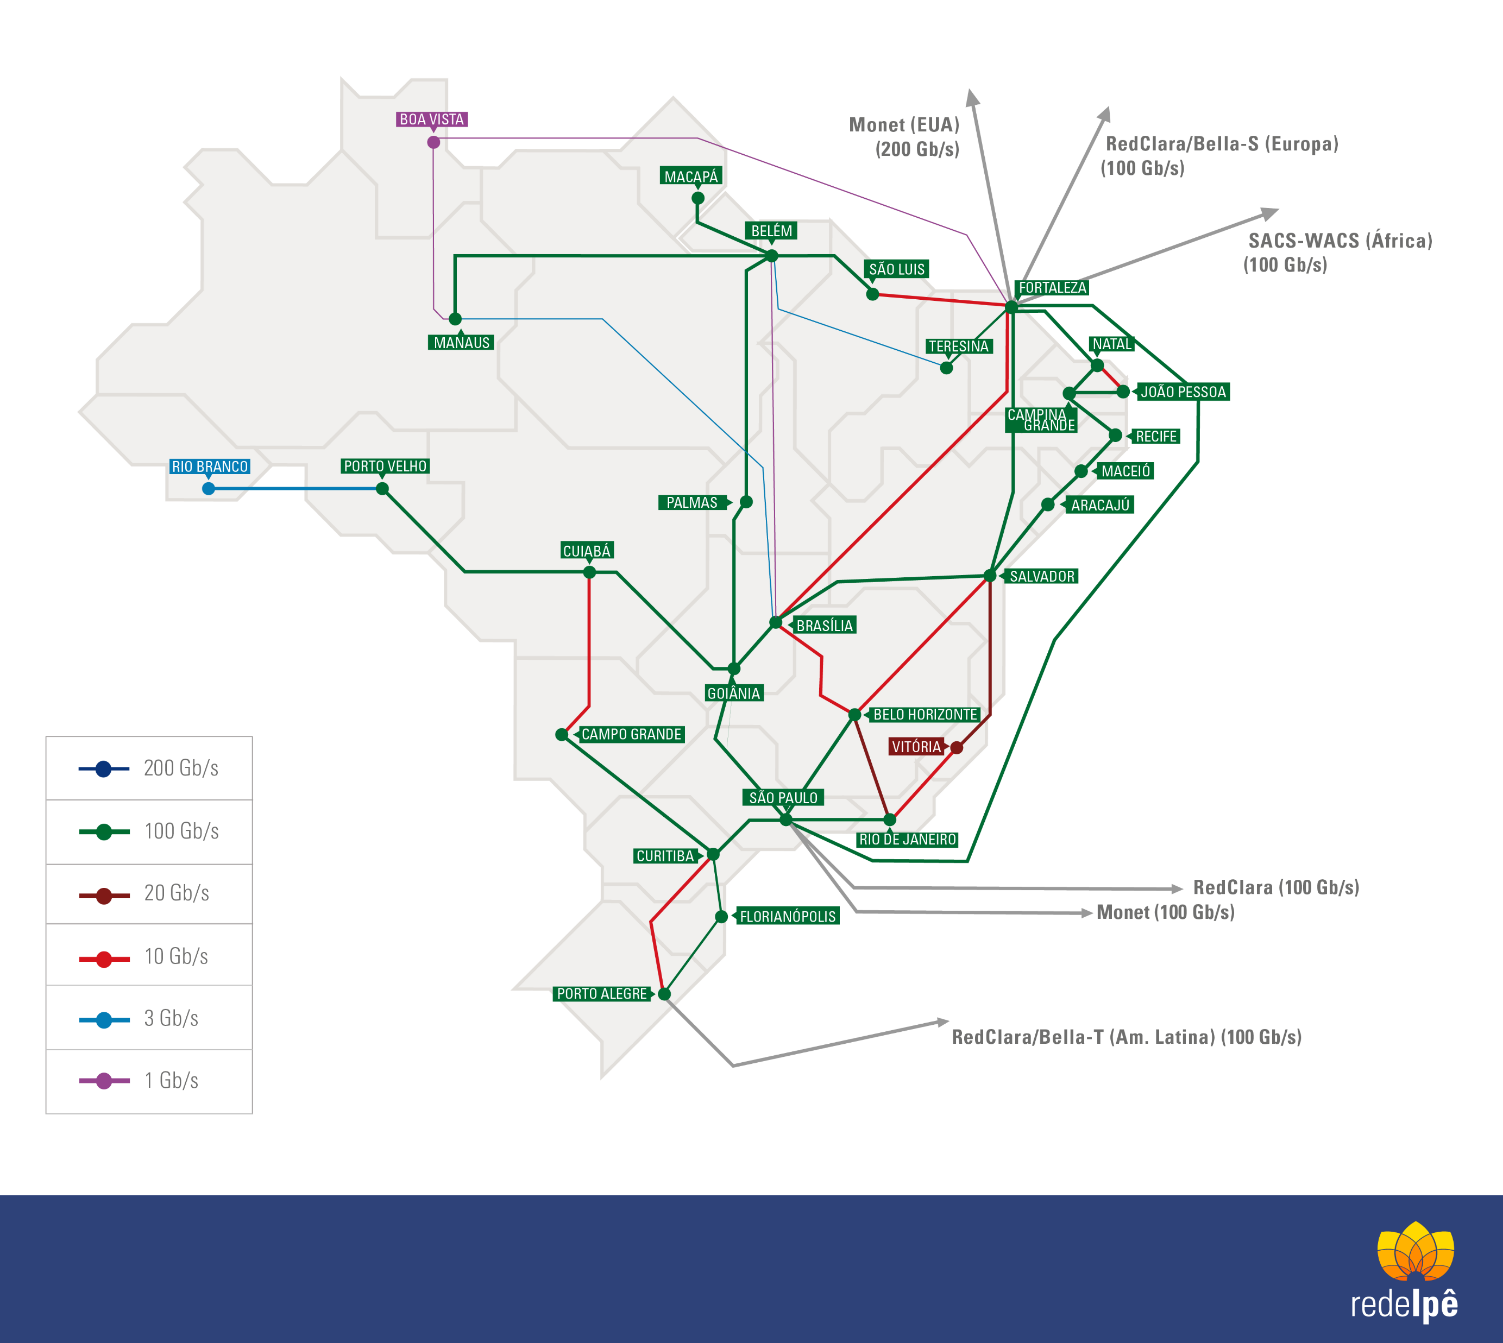 BOA VISTA
Monet (EUA)
(200 Gb/s)
RedClara/Bella-S (Europa)
(100 Gb/s)
MACAPÁ
BELÉM
SACS-WACS (África)
(100 Gb/s)
SÃO LUIS
FORTALEZA
MANAUS
TERESINA
NATAL
JOÃO PESSOA
CAMPINA
GRANDE
RECIFE
RIO BRANCO
PORTO VELHO
MACEIÓ
PALMAS
ARACAJÚ
CUIABÁ
SALVADOR
BRASÍLIA
GOIÂNIA
BELO HORIZONTE
CAMPO GRANDE
VITÓRIA
200 Gb/s
SÃO PAULO
100 Gb/s
RIO DE JANEIRO
CURITIBA
20 Gb/s
RedClara (100 Gb/s)
Monet (100 Gb/s)
FLORIANÓPOLIS
10 Gb/s
PORTO ALEGRE
3 Gb/s
RedClara/Bella-T (Am. Latina) (100 Gb/s)
1 Gb/s
redeIpê